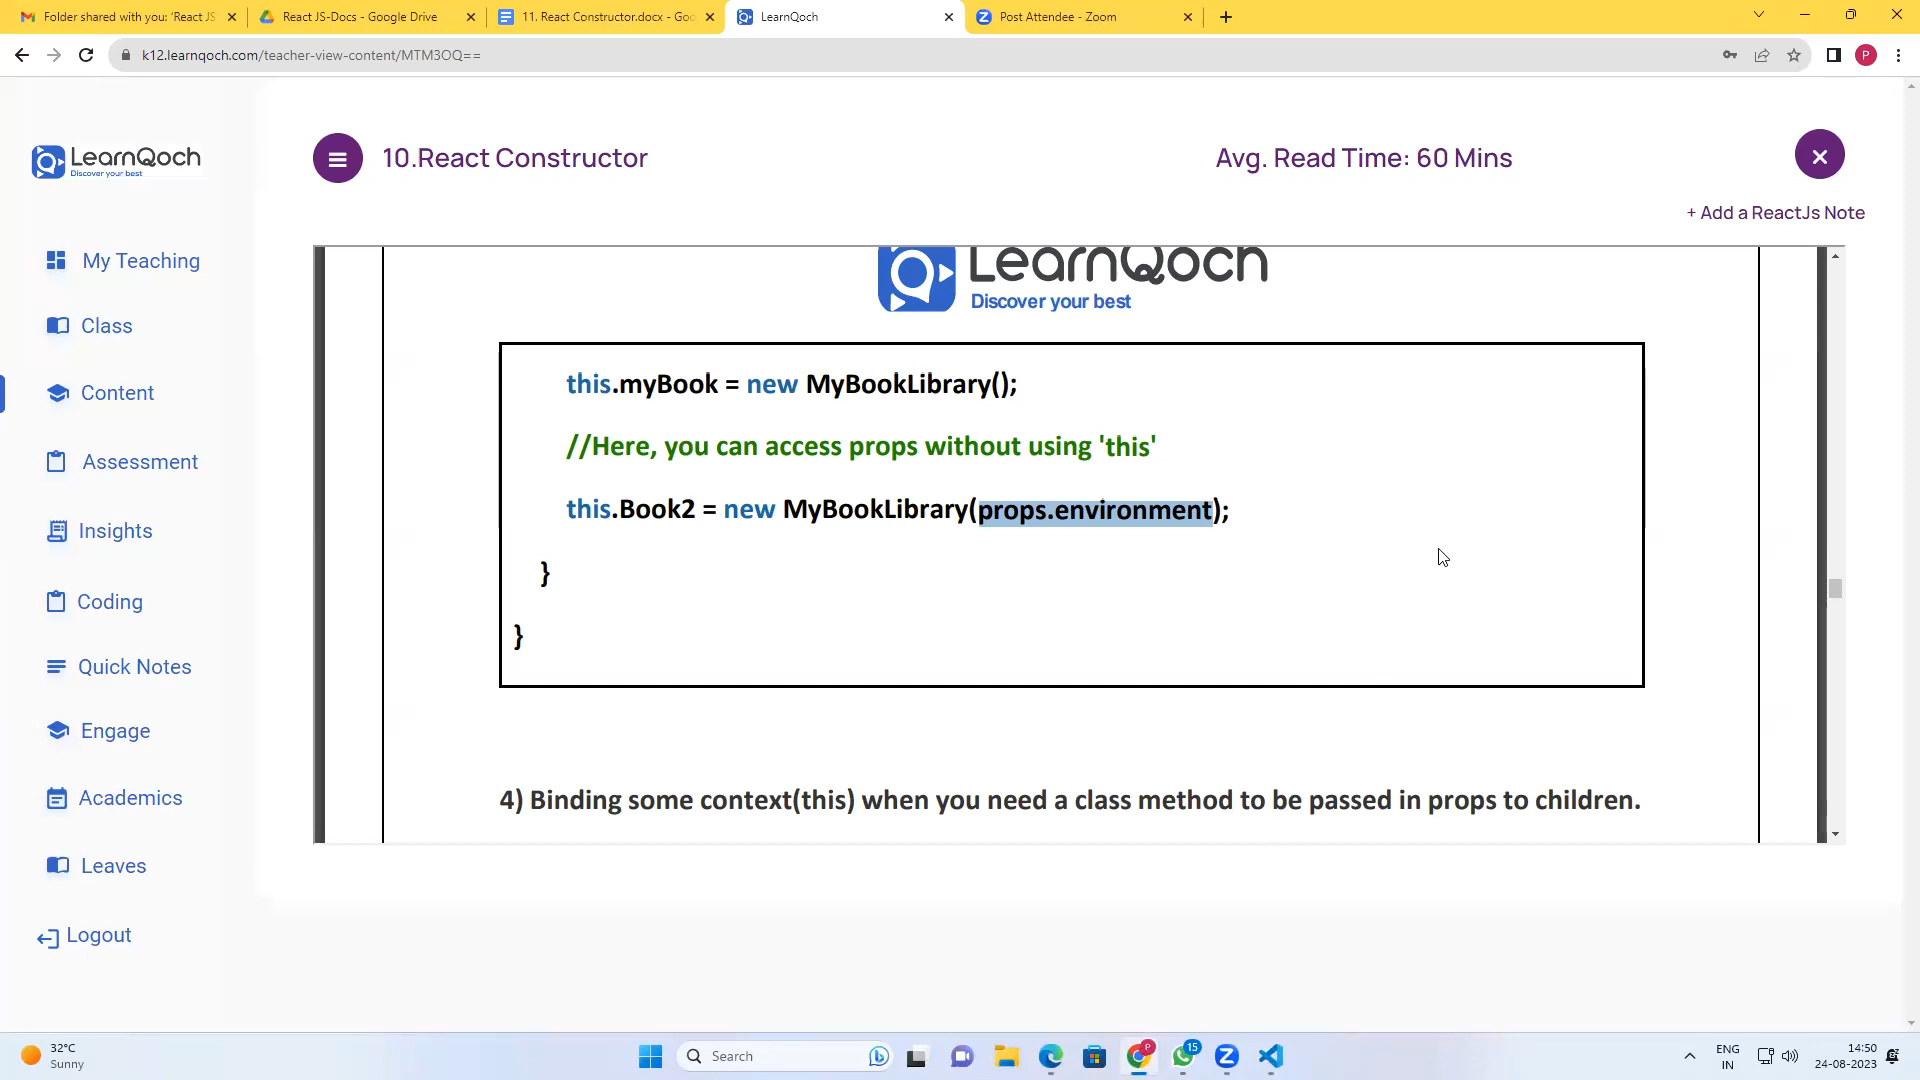 Folder shared with you: 'React JS
React JS-Docs - Google Drive
11. React Constructor.docx - Goo
LearnQoch
Post Attendee - Zoom
k12.learnqoch.com/teacher-view-content/MTM3OQ==
P
LearnQoch
Discover your best
10.React Constructor
Avg. Read Time: 60 Mins
+ Add a ReactJs Note
My Teaching
Class
Content
Assessment
Insights
Coding
Quick Notes
Engage
Academics
Leaves
Logout
LearnQoch
Discover your best
this.myBook = new MyBookLibrary();
//Here, you can access props without using 'this'
this.Book2 = new MyBookLibrary(props.environment);
}
}
4) Binding some context(this) when you need a class method to be passed in props to children.
32°C
Sunny
Search
P
15
ENG
IN
14:50
24-08-2023